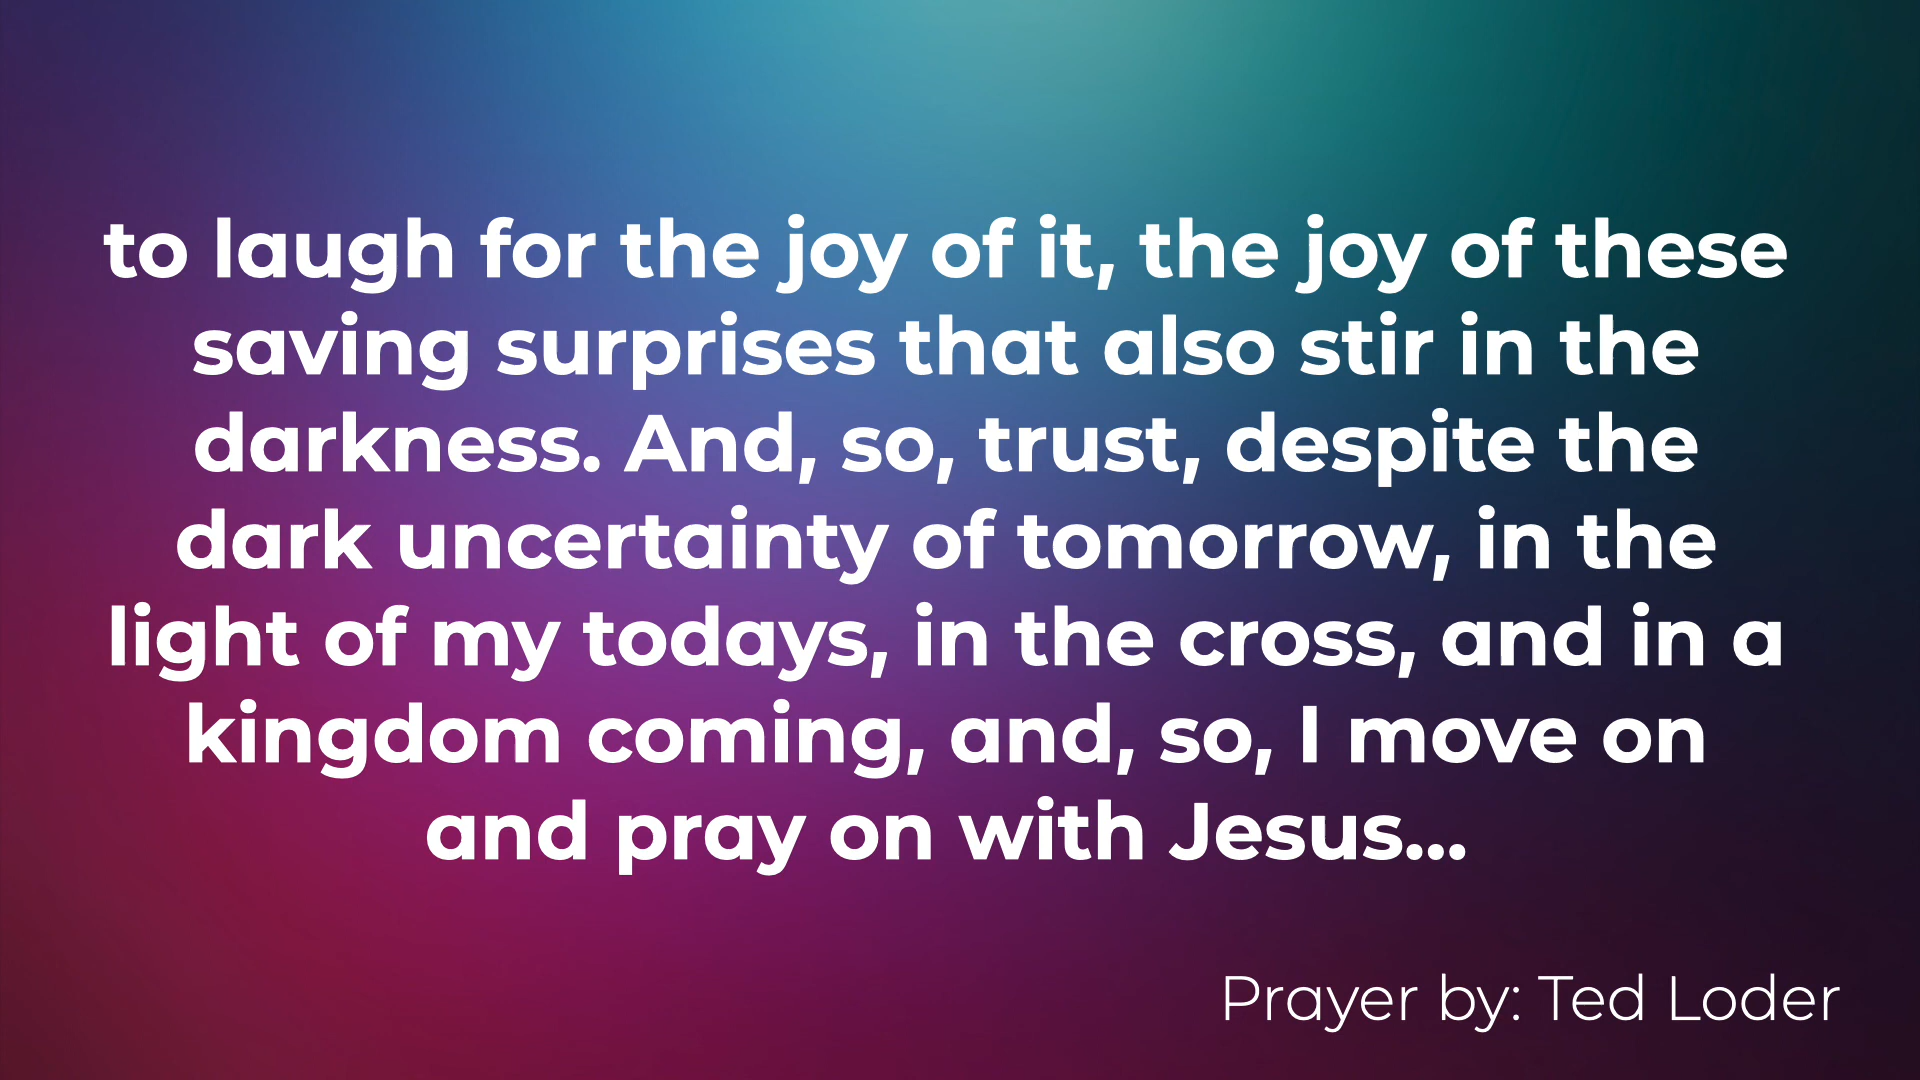 to laugh for the joy of it, the joy of these
saving surprises that also stir in the
darkness. And, so, trust, despite the
dark uncertainty of tomorrow, in the
light of my todays, in the cross, and in a
kingdom coming, and, so, I move on
and pray on with Jesus...
Prayer by: Ted Loder